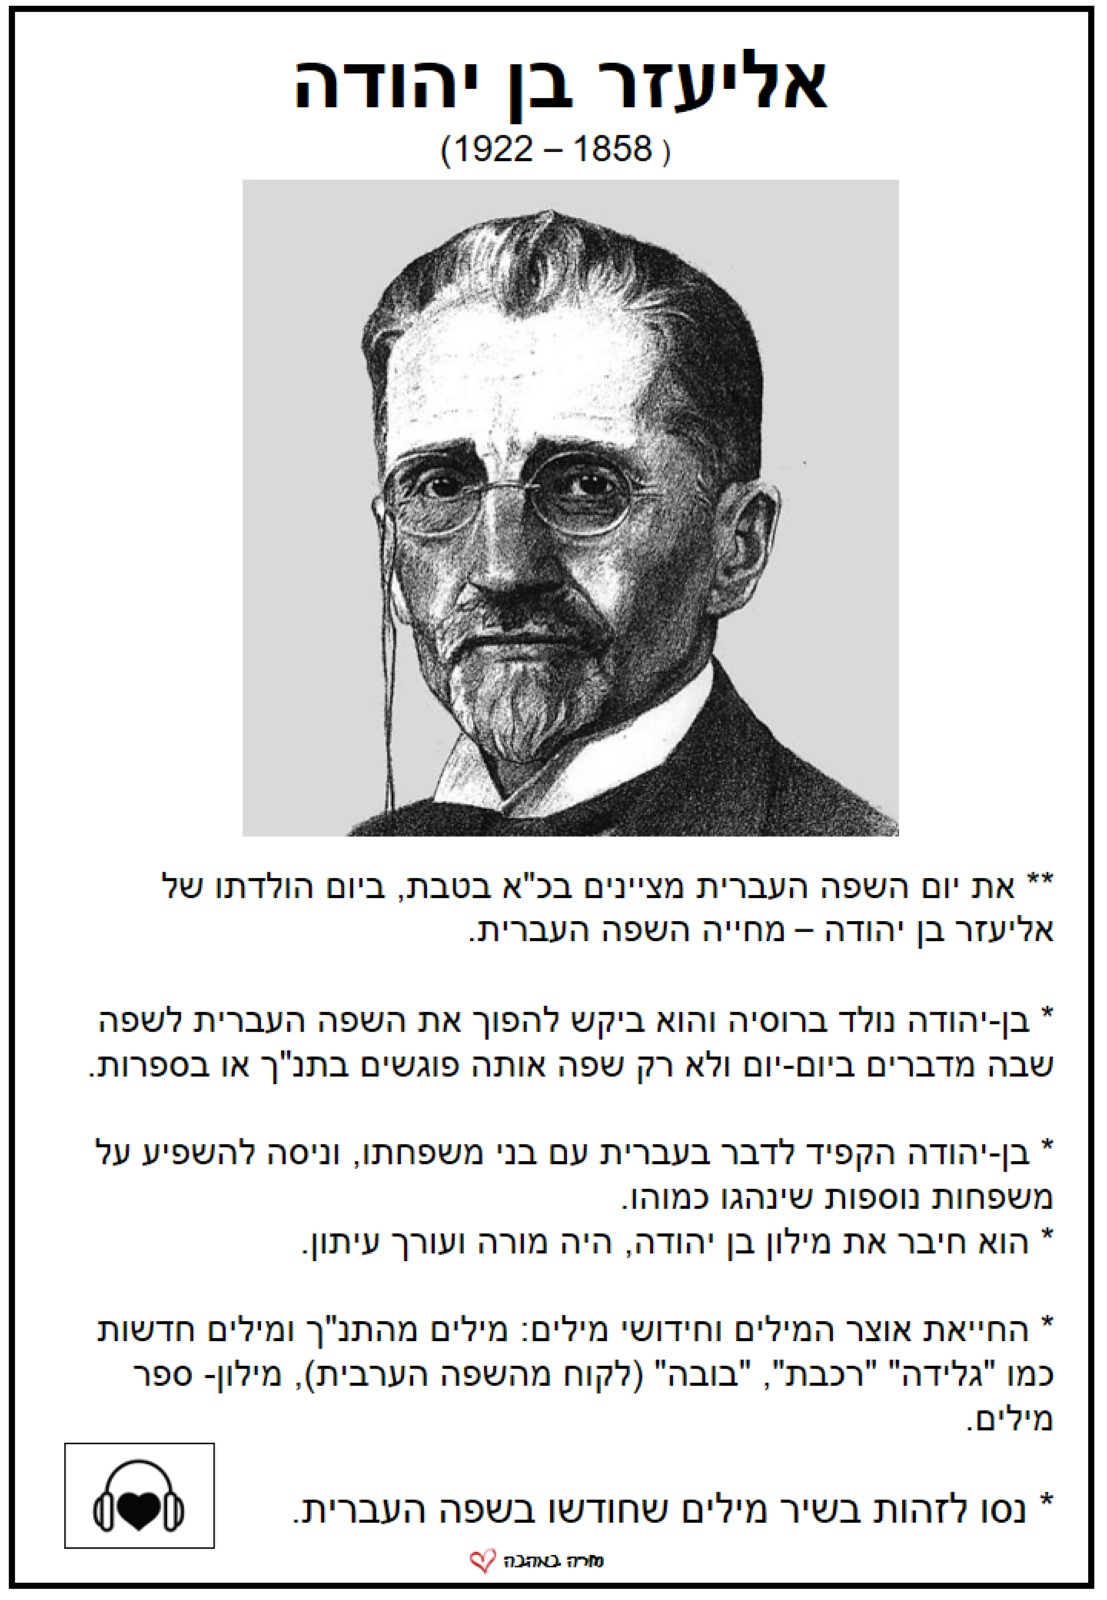 אליעזר בן יהודה
(1922 – 1858 )
** את יום השפה העברית מציינים בכ"א בטבת, ביום הולדתו של
אליעזר בן יהודה – מחייה השפה העברית.
* בן-יהודה נולד ברוסיה והוא ביקש להפוך את השפה העברית לשפה
שבה מדברים ביום-יום ולא רק שפה אותה פוגשים בתנ"ך או בספרות.
* בן-יהודה הקפיד לדבר בעברית עם בני משפחתו, וניסה להשפיע על
משפחות נוספות שינהגו כמוהו.
* הוא חיבר את מילון בן יהודה, היה מורה ועורך עיתון.
* החייאת אוצר המילים וחידושי מילים: מילים מהתנ"ך ומילים חדשות
כמו "גלידה" "רכבת", "בובה" (לקוח מהשפה הערבית), מילון- ספר
מילים.
* נסו לזהות בשיר מילים שחודשו בשפה העברית.
מורה באהבה